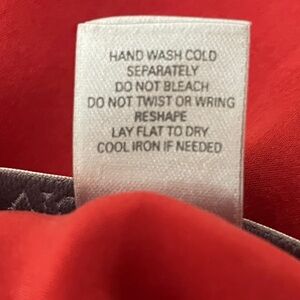 HAND WASH COLD
SEPARATELY
DO NOT BLEACH
DO NOT TWIST OR WRING
RESHAPE
LAY FLAT TO DRY
COOL IRON IF NEEDED